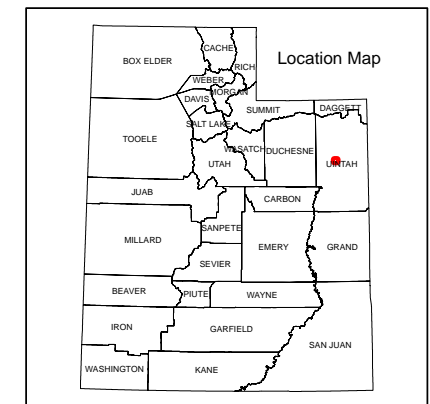 Location Map
CACHE
BOX ELDER
RICH
WEBER
MORGAN
DAVIS
SUMMIT
DAGGETT
SALT LAKE
TOOELE
WASATCH
DUCHESNE
UTAH
UINTAH
JUAB
CARBON
SANPETE
MILLARD
EMERY
GRAND
SEVIER
BEAVER
PIUTE
WAYNE
IRON
GARFIELD
SAN JUAN
WASHINGTON
KANE